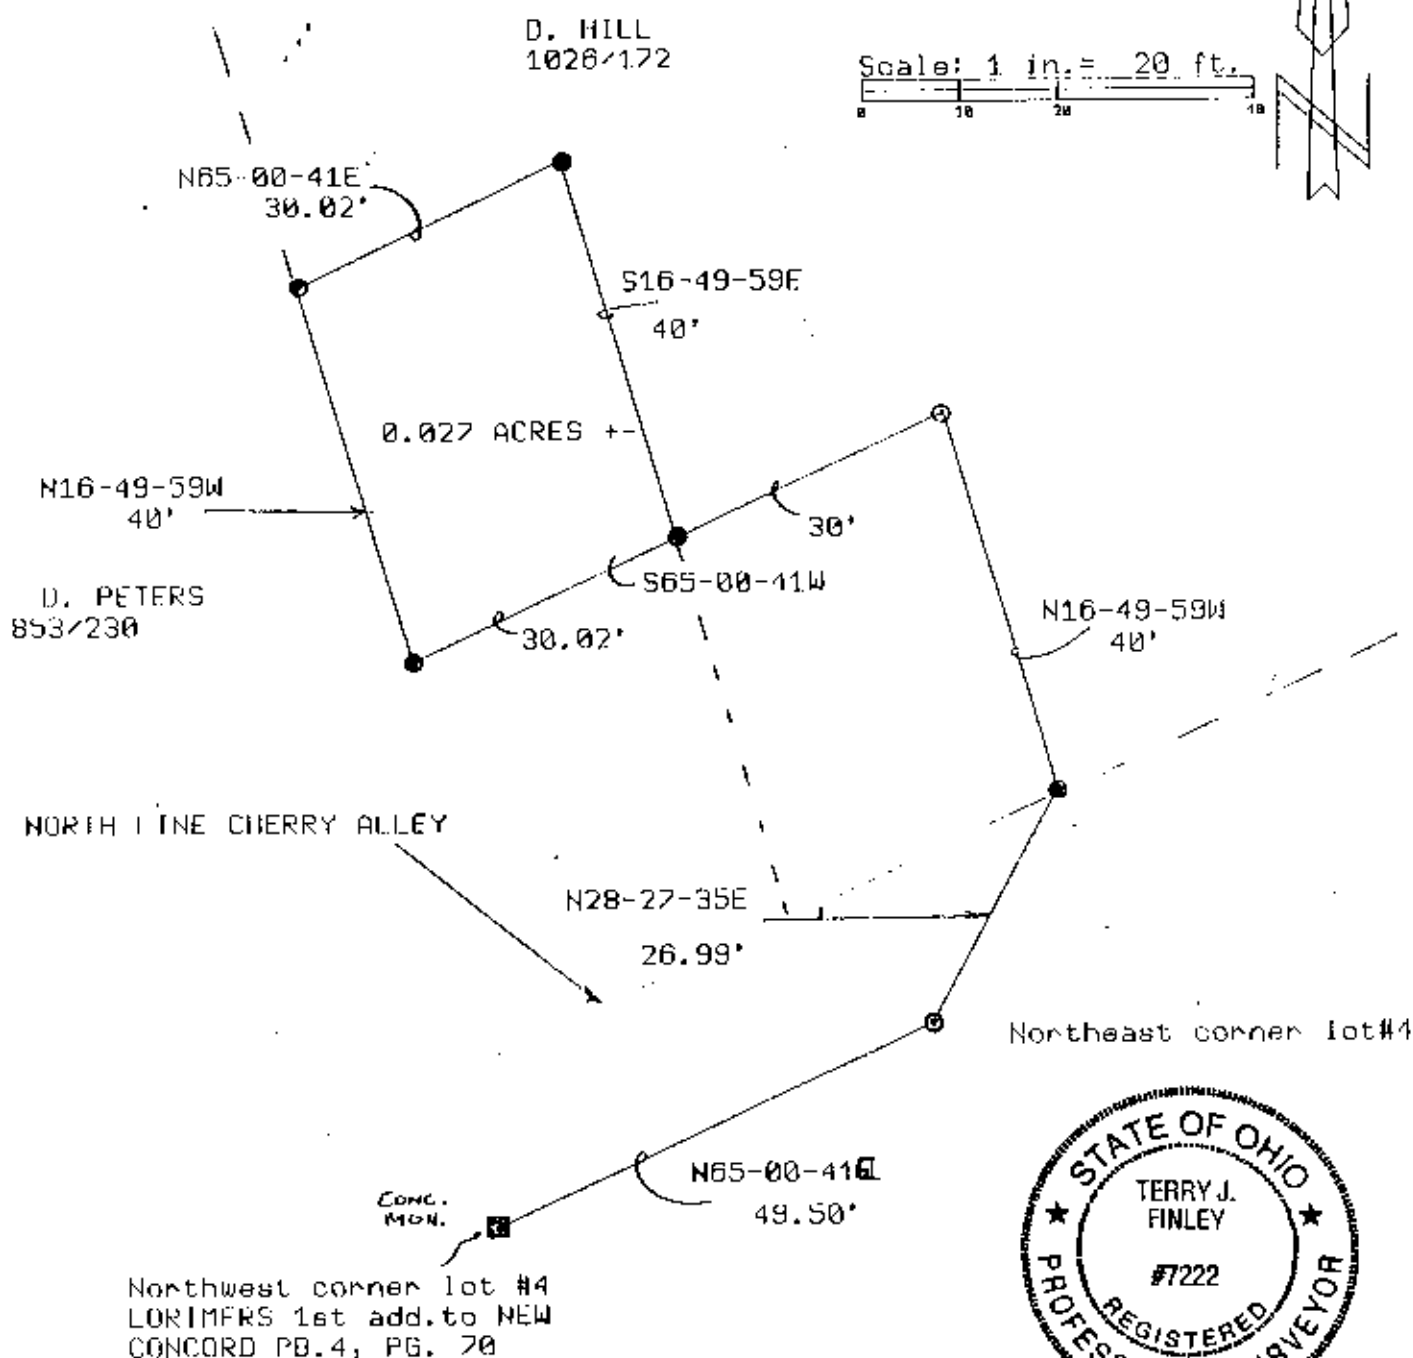 D. HILL
1026/172
Scale: 1 in.= 20 ft.
0 10 20 40
N65-00-41E
30.02'
S16-49-59E
40'
0.027 ACRES +-
N16-49-59W
40'
30'
S65-00-41W
30.02'
D. PETERS
853/230
N16-49-59W
40'
NORTH LINE CHERRY ALLEY
N28-27-35E
26.99'
Northeast corner lot#4
N65-00-41E
49.50'
CONC.
MON.
Northwest corner lot #4
LORIMERS 1st add.to NEW
CONCORD PB.4, PG. 70
STATE OF OHIO
TERRY J.
FINLEY
#7222
REGISTERED